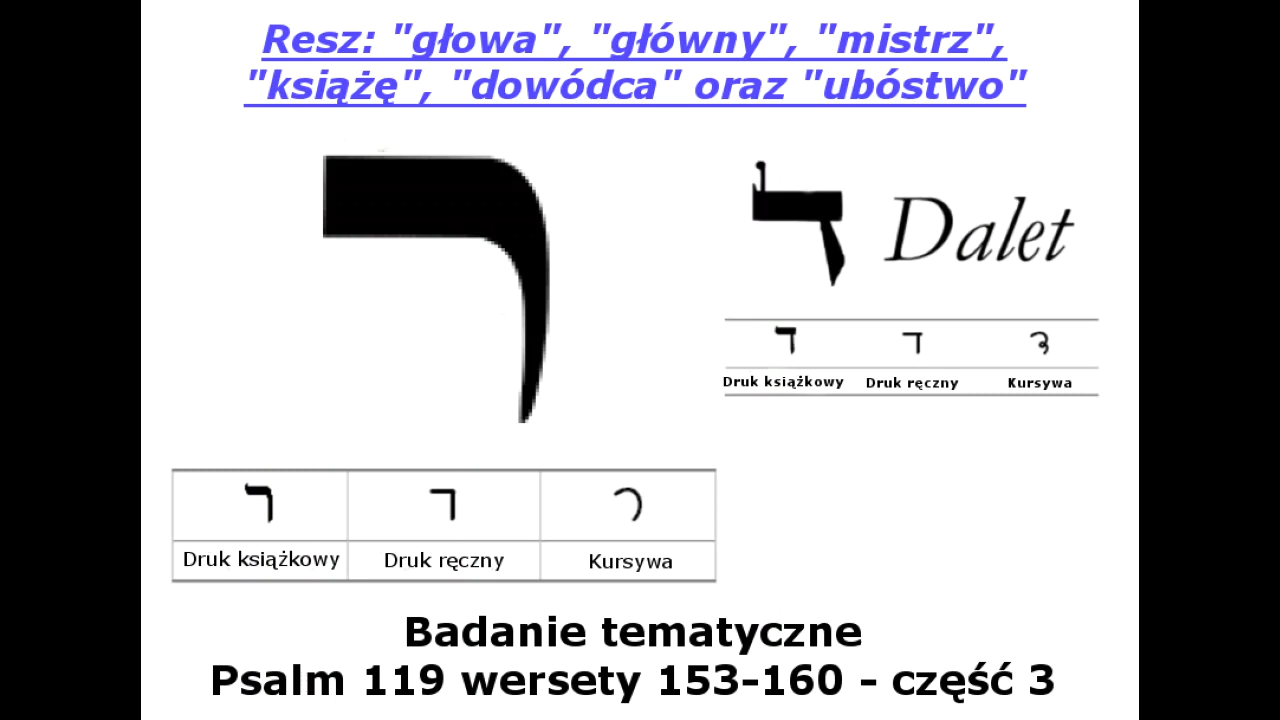 Resz: "głowa", "główny", "mistrz",
"książę", "dowódca" oraz "ubóstwo"
ר
ד Dalet
ד ד ד
Druk książkowy Druk ręczny Kursywa
ר ר ר
Druk książkowy Druk ręczny Kursywa
Badanie tematyczne
Psalm 119 wersety 153-160 - część 3